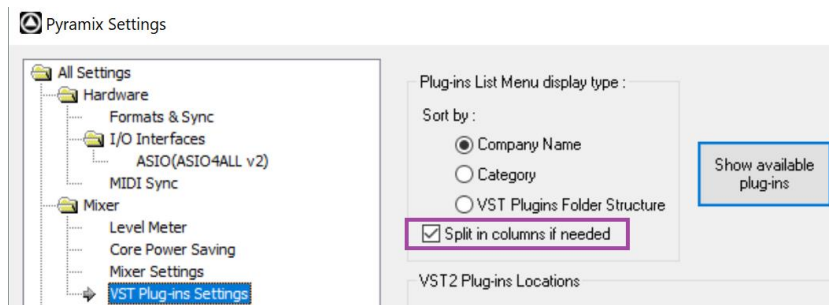 Pyramix Settings
All Settings
Hardware
Formats & Sync
I/O Interfaces
ASIO(ASIO4ALL v2)
MIDI Sync
Mixer
Level Meter
Core Power Saving
Mixer Settings
VST Plug-ins Settings
Plug-ins List Menu display type :
Sort by :
Company Name
Category
VST Plugins Folder Structure
Split in columns if needed
Show available
plug-ins
VST2 Plug-ins Locations